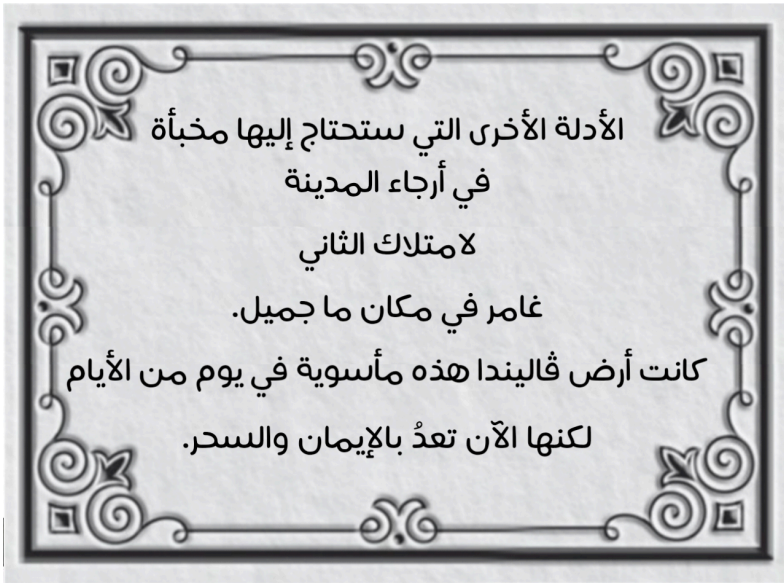 الأدلة الأخرى التي ستحتاج إليها مخبأة
في أرجاء المدينة
لامتلاك الثاني
غامر في مكان ما جميل.
كانت أرض ڤاليندا هذه مأسوية في يوم من الأيام
لكنها الآن تعدُ بالإيمان والسحر.